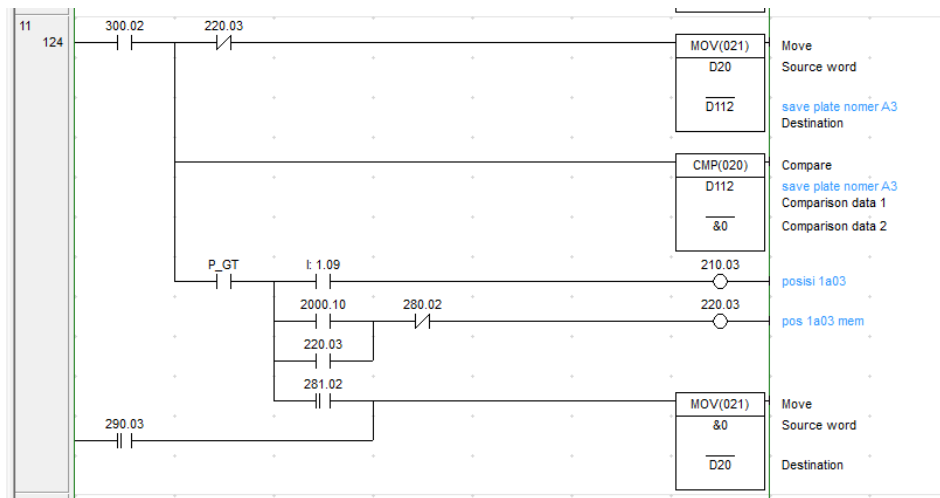 11
124
300.02 220.03
MOV(021) Move
D20 Source word
D112 save plate nomer A3
Destination
CMP(020) Compare
D112 save plate nomer A3
Comparison data 1
&0 Comparison data 2
P_GT I: 1.09 210.03 posisi 1a03
2000.10 280.02 220.03 pos 1a03 mem
220.03
281.02
MOV(021) Move
290.03 &0 Source word
D20 Destination